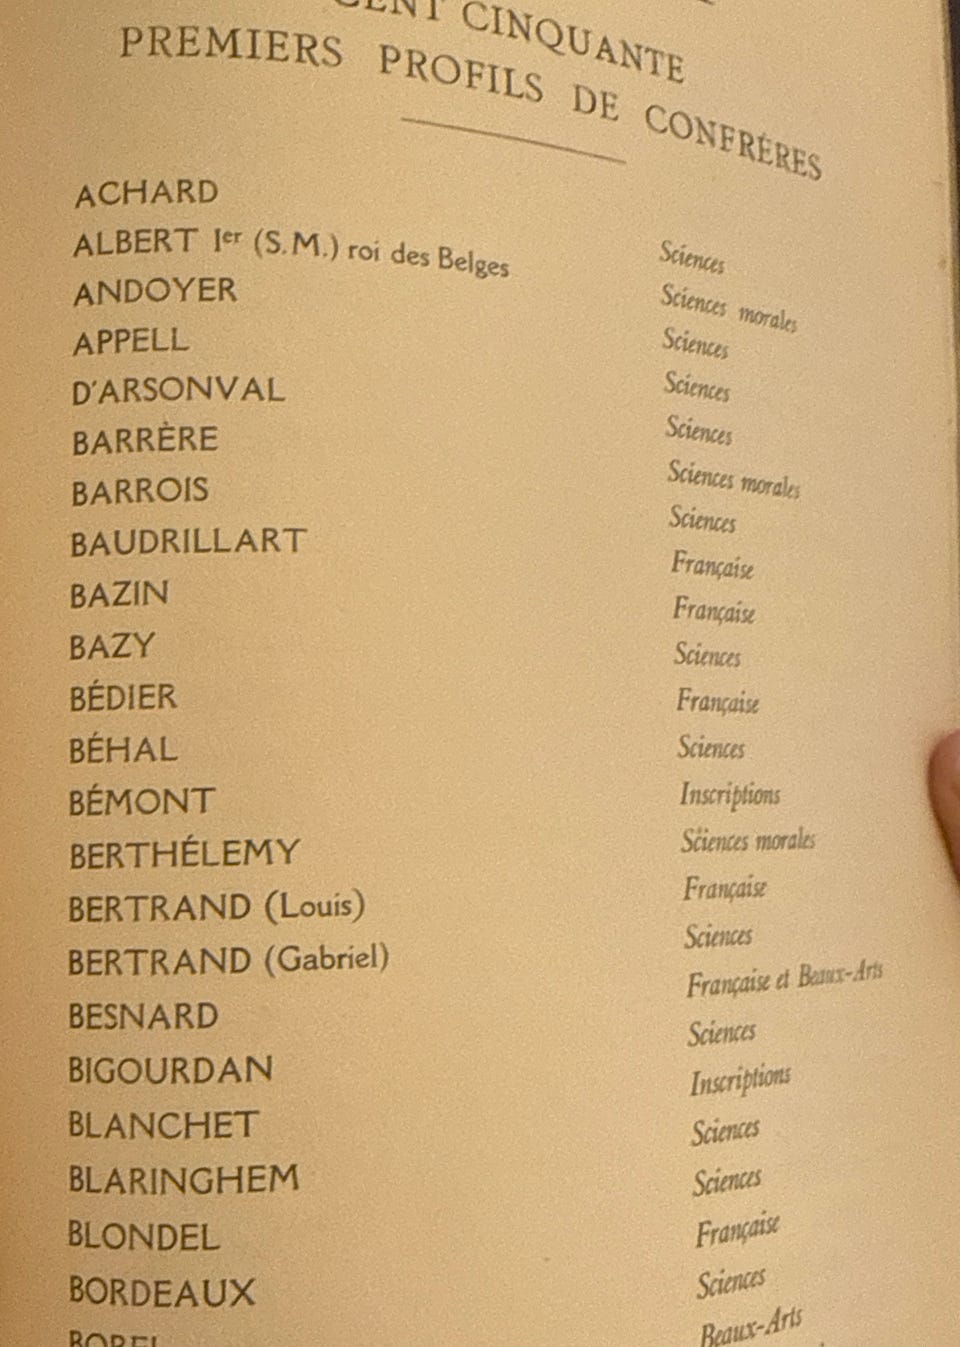 CENT CINQUANTE
PREMIERS PROFILS DE CONFRÈRES
ACHARD Sciences
ALBERT Ier (S.M.) roi des Belges Sciences morales
ANDOYER Sciences
APPELL Sciences
D'ARSONVAL Sciences
BARRÈRE Sciences morales
BARROIS Sciences
BAUDRILLART Française
BAZIN Française
BAZY Sciences
BÉDIER Française
BÉHAL Sciences
BÉMONT Inscriptions
BERTHÉLEMY Sciences morales
BERTRAND (Louis) Française
BERTRAND (Gabriel) Sciences
BESNARD Française et Beaux-Arts
BIGOURDAN Sciences
BLANCHET Inscriptions
BLARINGHEM Sciences
BLONDEL Sciences
BORDEAUX Française
BOREL Sciences
Beaux-Arts